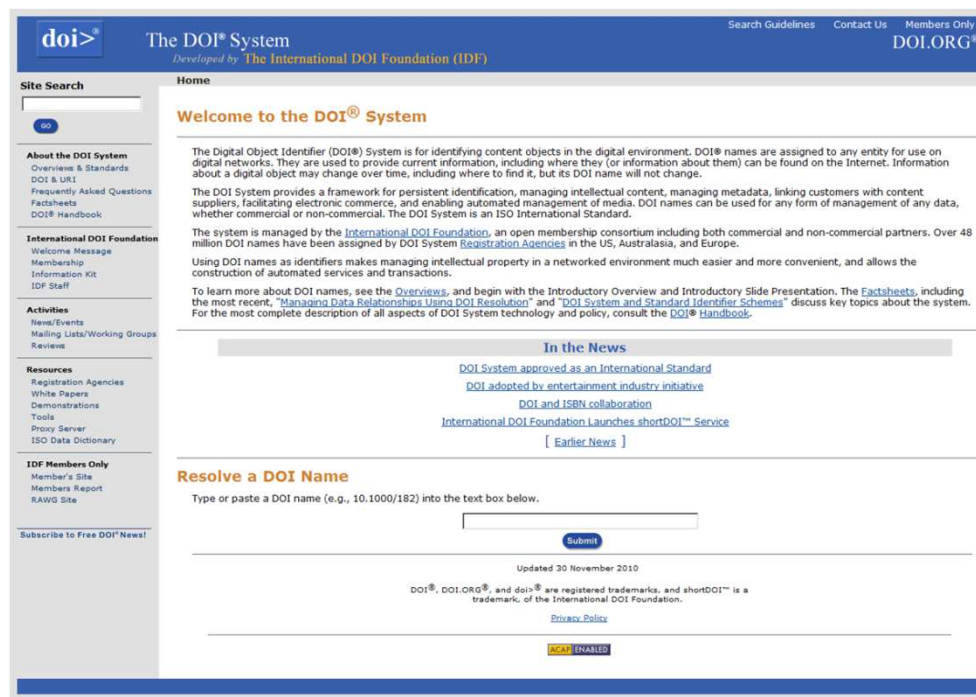 Search Guidelines Contact Us Members Only
doi>®
The DOI® System
DOI.ORG®
Developed by The International DOI Foundation (IDF)
Site Search
GO
About the DOI System
Overviews & Standards
DOI & URI
Frequently Asked Questions
Factsheets
DOI® Handbook
International DOI Foundation
Welcome Message
Membership
Information Kit
IDF Staff
Activities
News/Events
Mailing Lists/Working Groups
Reviews
Resources
Registration Agencies
White Papers
Demonstrations
Tools
Proxy Server
ISO Data Dictionary
IDF Members Only
Member's Site
Members Report
RAWG Site
Subscribe to Free DOI® News!
Home
Welcome to the DOI® System
The Digital Object Identifier (DOI®) System is for identifying content objects in the digital environment. DOI® names are assigned to any entity for use on
digital networks. They are used to provide current information, including where they (or information about them) can be found on the Internet. Information
about a digital object may change over time, including where to find it, but its DOI name will not change.
The DOI System provides a framework for persistent identification, managing intellectual content, managing metadata, linking customers with content
suppliers, facilitating electronic commerce, and enabling automated management of media. DOI names can be used for any form of management of any data,
whether commercial or non-commercial. The DOI System is an ISO International Standard.
The system is managed by the International DOI Foundation, an open membership consortium including both commercial and non-commercial partners. Over 48
million DOI names have been assigned by DOI System Registration Agencies in the US, Australasia, and Europe.
Using DOI names as identifiers makes managing intellectual property in a networked environment much easier and more convenient, and allows the
construction of automated services and transactions.
To learn more about DOI names, see the Overviews, and begin with the Introductory Overview and Introductory Slide Presentation. The Factsheets, including
the most recent, "Managing Data Relationships Using DOI Resolution" and "DOI System and Standard Identifier Schemes" discuss key topics about the system.
For the most complete description of all aspects of DOI System technology and policy, consult the DOI® Handbook.
In the News
DOI System approved as an International Standard
DOI adopted by entertainment industry initiative
DOI and ISBN collaboration
International DOI Foundation Launches shortDOI™ Service
[ Earlier News ]
Resolve a DOI Name
Type or paste a DOI name (e.g., 10.1000/182) into the text box below.
Submit
Updated 30 November 2010
DOI®, DOI.ORG®, and doi>® are registered trademarks, and shortDOI™ is a
trademark, of the International DOI Foundation.
Privacy Policy
ACAP ENABLED